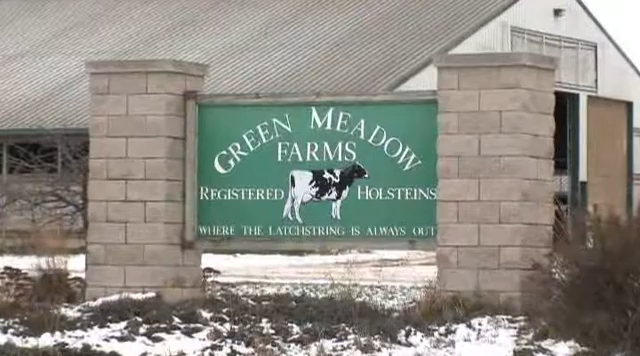 GREEN MEADOW
FARMS
REGISTERED HOLSTEINS
WHERE THE LATCHSTRING IS ALWAYS OUT